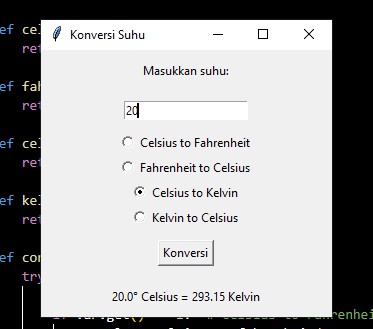 Konversi Suhu
Masukkan suhu:
20
Celsius to Fahrenheit
Fahrenheit to Celsius
Celsius to Kelvin
Kelvin to Celsius
Konversi
20.0° Celsius = 293.15 Kelvin
ef cel
ret
ef fah
ret
ef cel
ret
ef kel
ret
ef con
try